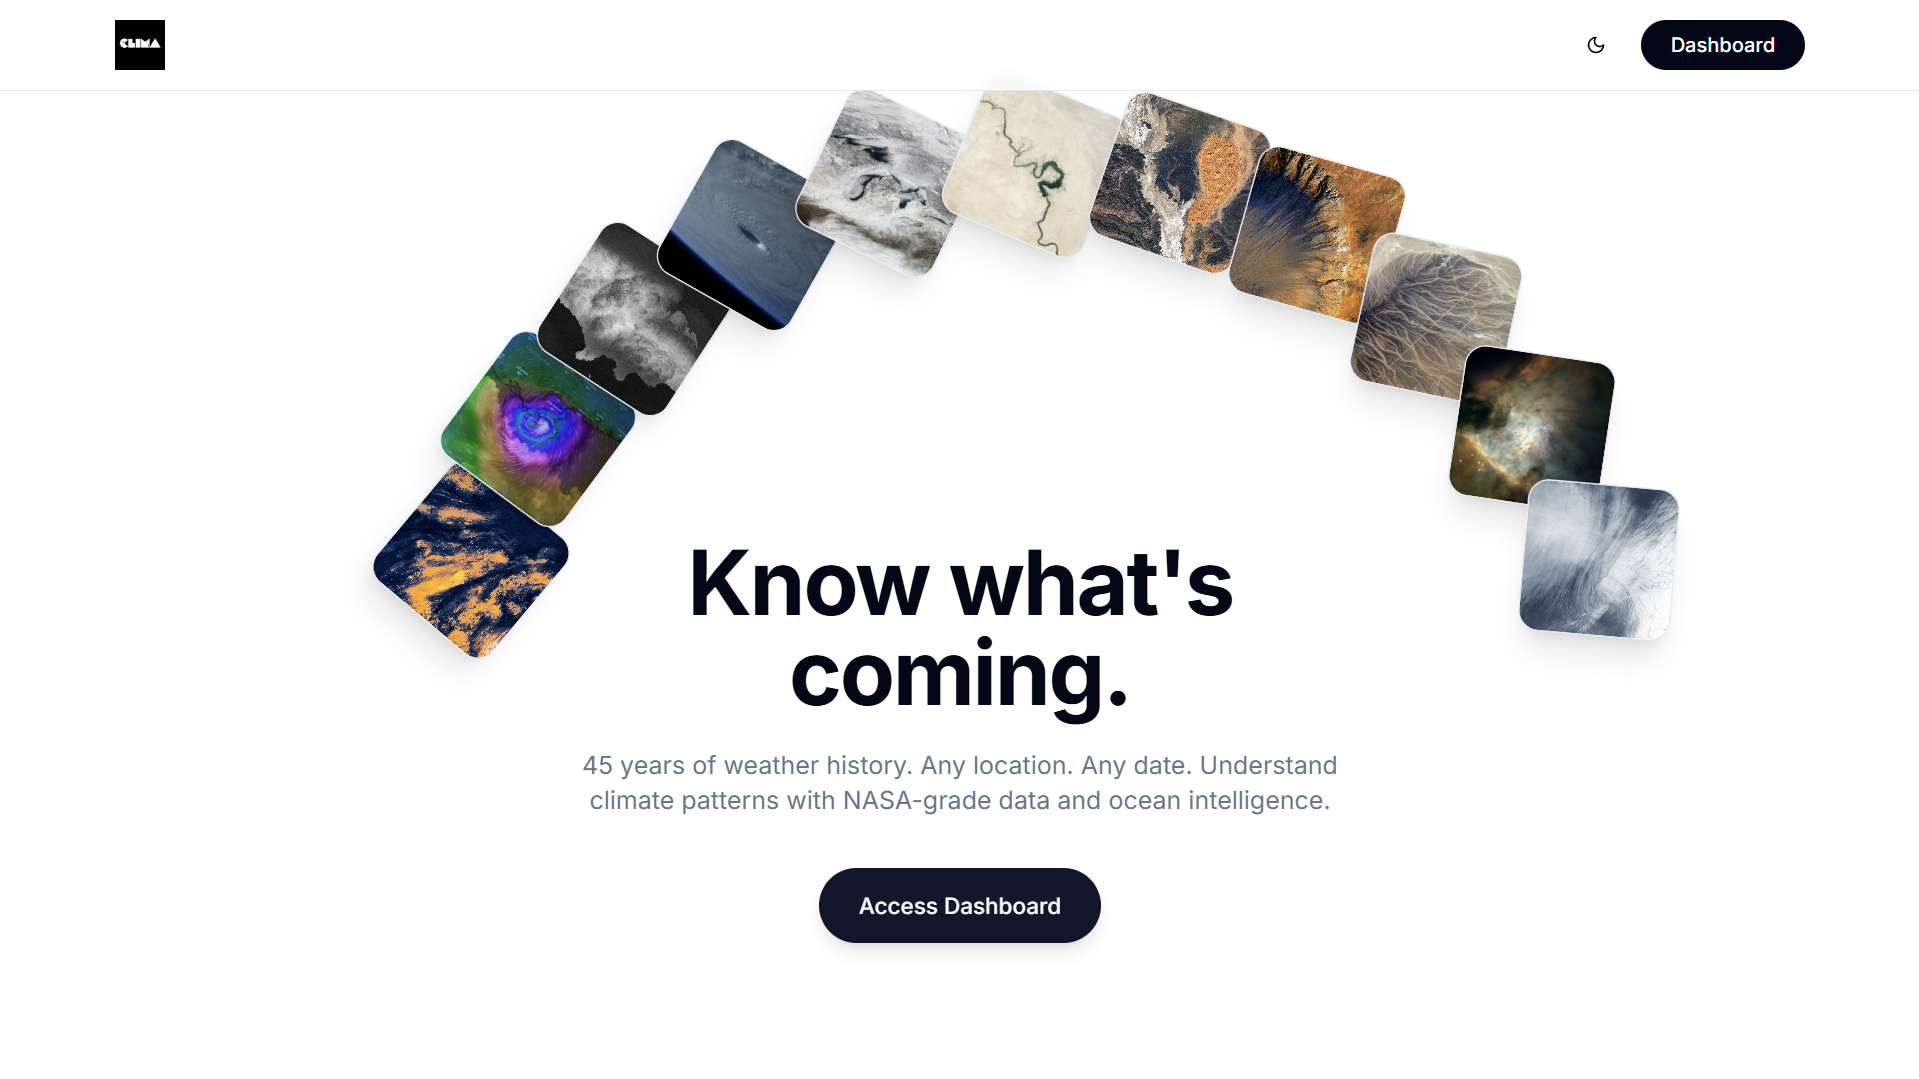 CLIMA
Dashboard
Know what's
coming.
45 years of weather history. Any location. Any date. Understand
climate patterns with NASA-grade data and ocean intelligence.
Access Dashboard